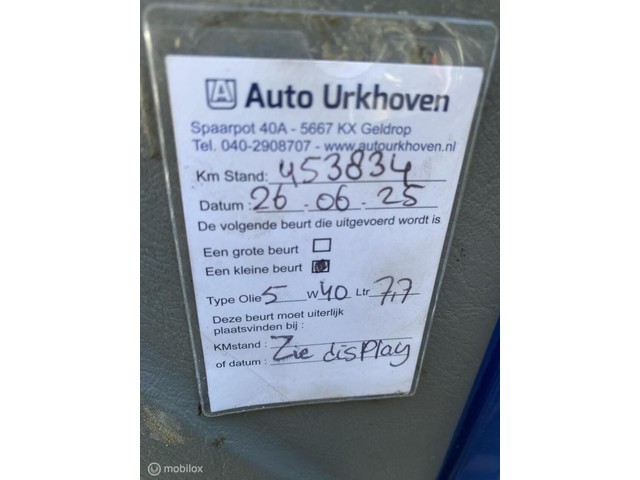 Auto Urkhoven
Spaarpot 40A - 5667 KX Geldrop
Tel. 040-2908707 - www.autourkhoven.nl
Km Stand: 453834
Datum : 26 - 06 - 25
De volgende beurt die uitgevoerd wordt is
Een grote beurt
Een kleine beurt
Type Olie 5 W 40 Ltr 7,7
Deze beurt moet uiterlijk
plaatsvinden bij :
KMstand : Zie display
of datum :
mobilox